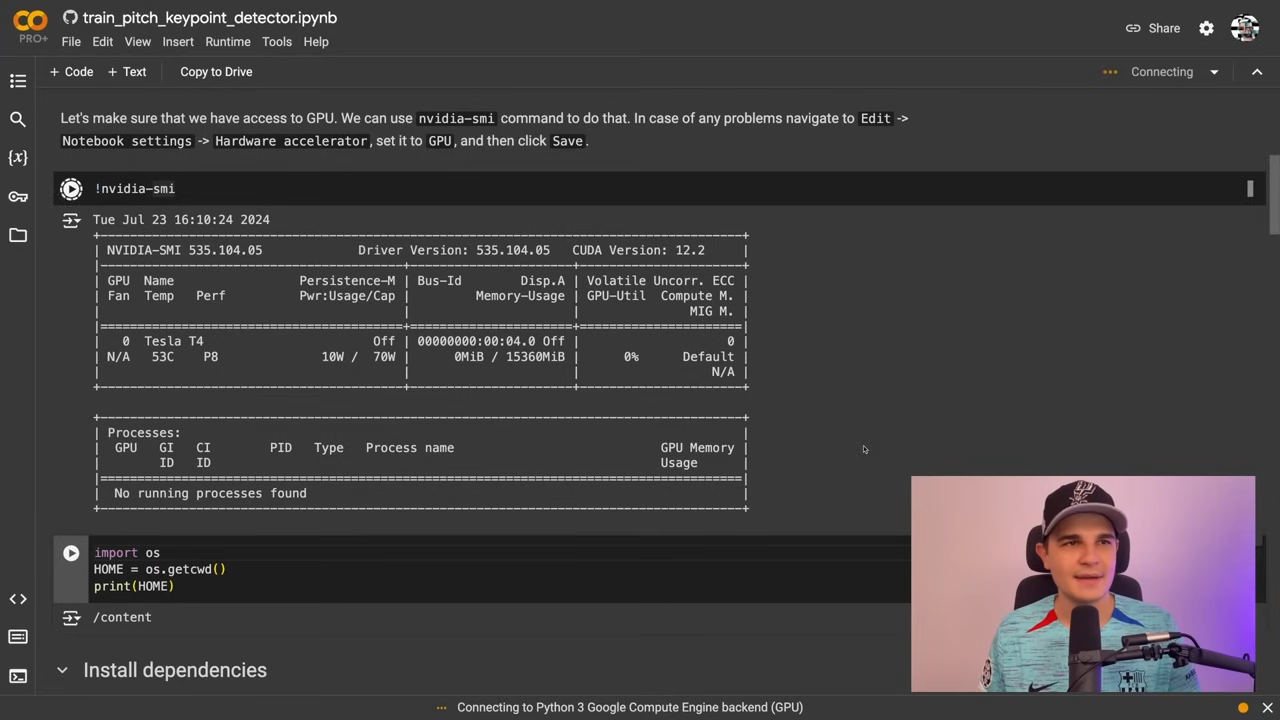 train_pitch_keypoint_detector.ipynb
PRO+
File Edit View Insert Runtime Tools Help
Share
+ Code + Text Copy to Drive
Connecting
Let's make sure that we have access to GPU. We can use nvidia-smi command to do that. In case of any problems navigate to Edit ->
Notebook settings -> Hardware accelerator, set it to GPU, and then click Save.
!nvidia-smi
Tue Jul 23 16:10:24 2024
+---------------------------------------------------------------------------------------+
| NVIDIA-SMI 535.104.05             Driver Version: 535.104.05   CUDA Version: 12.2     |
|-----------------------------------------+----------------------+----------------------+
| GPU  Name                 Persistence-M | Bus-Id        Disp.A | Volatile Uncorr. ECC |
| Fan  Temp   Perf          Pwr:Usage/Cap |         Memory-Usage | GPU-Util  Compute M. |
|                                         |                      |               MIG M. |
|=========================================+======================+======================|
|   0  Tesla T4                       Off | 00000000:00:04.0 Off |                    0 |
| N/A   53C    P8              10W /  70W |      0MiB / 15360MiB |      0%      Default |
|                                         |                      |                  N/A |
+-----------------------------------------+----------------------+----------------------+
+---------------------------------------------------------------------------------------+
| Processes:                                                                            |
|  GPU   GI   CI        PID   Type   Process name                            GPU Memory |
|        ID   ID                                                             Usage      |
|=======================================================================================|
|  No running processes found                                                           |
+---------------------------------------------------------------------------------------+
import os
HOME = os.getcwd()
print(HOME)
/content
Install dependencies
Connecting to Python 3 Google Compute Engine backend (GPU)